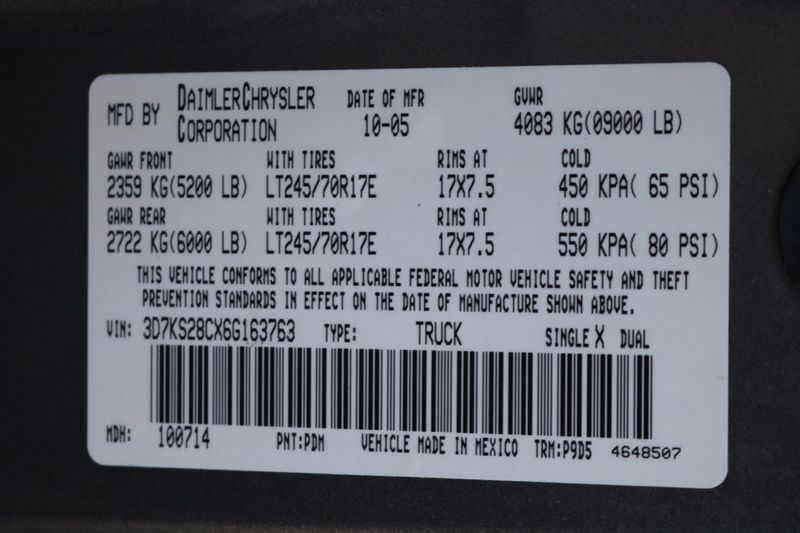 MFD BY DAIMLERCHRYSLER CORPORATION DATE OF MFR 10-05 GVWR 4083 KG(09000 LB)
GAWR FRONT WITH TIRES RIMS AT COLD
2359 KG(5200 LB) LT245/70R17E 17X7.5 450 KPA( 65 PSI)
GAWR REAR WITH TIRES RIMS AT COLD
2722 KG(6000 LB) LT245/70R17E 17X7.5 550 KPA( 80 PSI)
THIS VEHICLE CONFORMS TO ALL APPLICABLE FEDERAL MOTOR VEHICLE SAFETY AND THEFT
PREVENTION STANDARDS IN EFFECT ON THE DATE OF MANUFACTURE SHOWN ABOVE.
VIN: 3D7KS28CX6G163763 TYPE: TRUCK SINGLE X DUAL
MDH: 100714 PNT:PDM VEHICLE MADE IN MEXICO TRM:P9D5 4648507